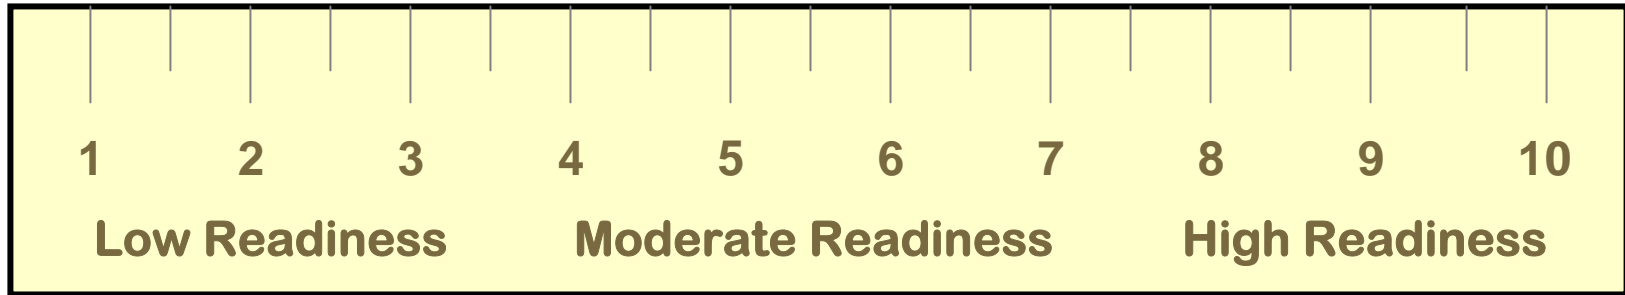 1 2 3 4 5 6 7 8 9 10
Low Readiness Moderate Readiness High Readiness